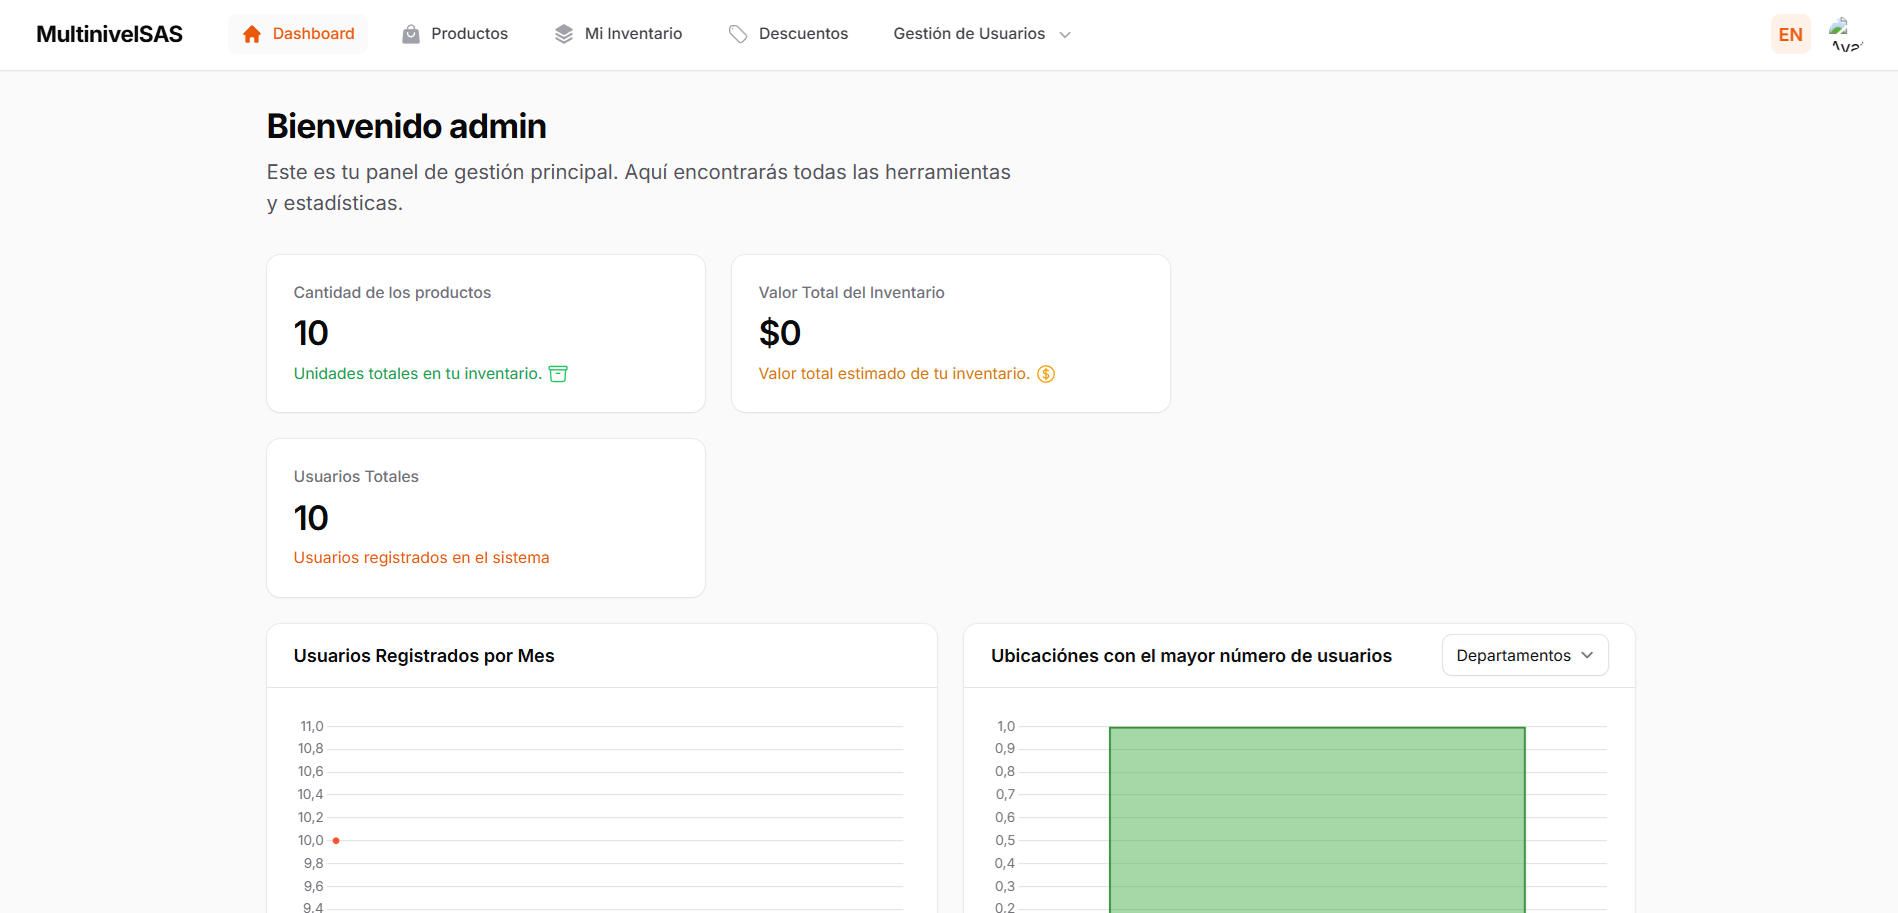 MultinivelSAS
Dashboard
Productos
Mi Inventario
Descuentos
Gestión de Usuarios
EN
Bienvenido admin
Este es tu panel de gestión principal. Aquí encontrarás todas las herramientas
y estadísticas.
Cantidad de los productos
10
Unidades totales en tu inventario.
Valor Total del Inventario
$0
Valor total estimado de tu inventario.
Usuarios Totales
10
Usuarios registrados en el sistema
Usuarios Registrados por Mes
11,0
10,8
10,6
10,4
10,2
10,0
9,8
9,6
9,4
Ubicaciónes con el mayor número de usuarios
Departamentos
1,0
0,9
0,8
0,7
0,6
0,5
0,4
0,3
0,2